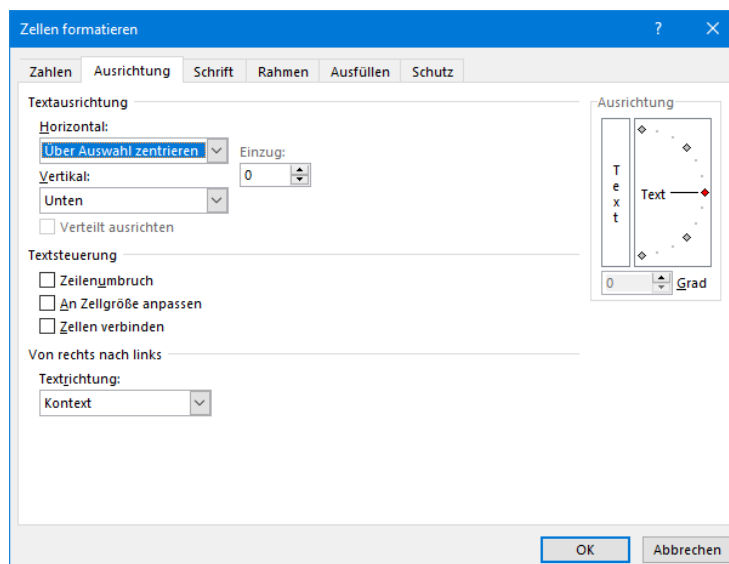 Zellen formatieren
?
Zahlen Ausrichtung Schrift Rahmen Ausfüllen Schutz
Textausrichtung
Horizontal:
Über Auswahl zentrieren
Einzug:
0
Vertikal:
Unten
Verteilt ausrichten
Textsteuerung
Zeilenumbruch
An Zellgröße anpassen
Zellen verbinden
Von rechts nach links
Textrichtung:
Kontext
Ausrichtung
Text
Text
0 Grad
OK Abbrechen